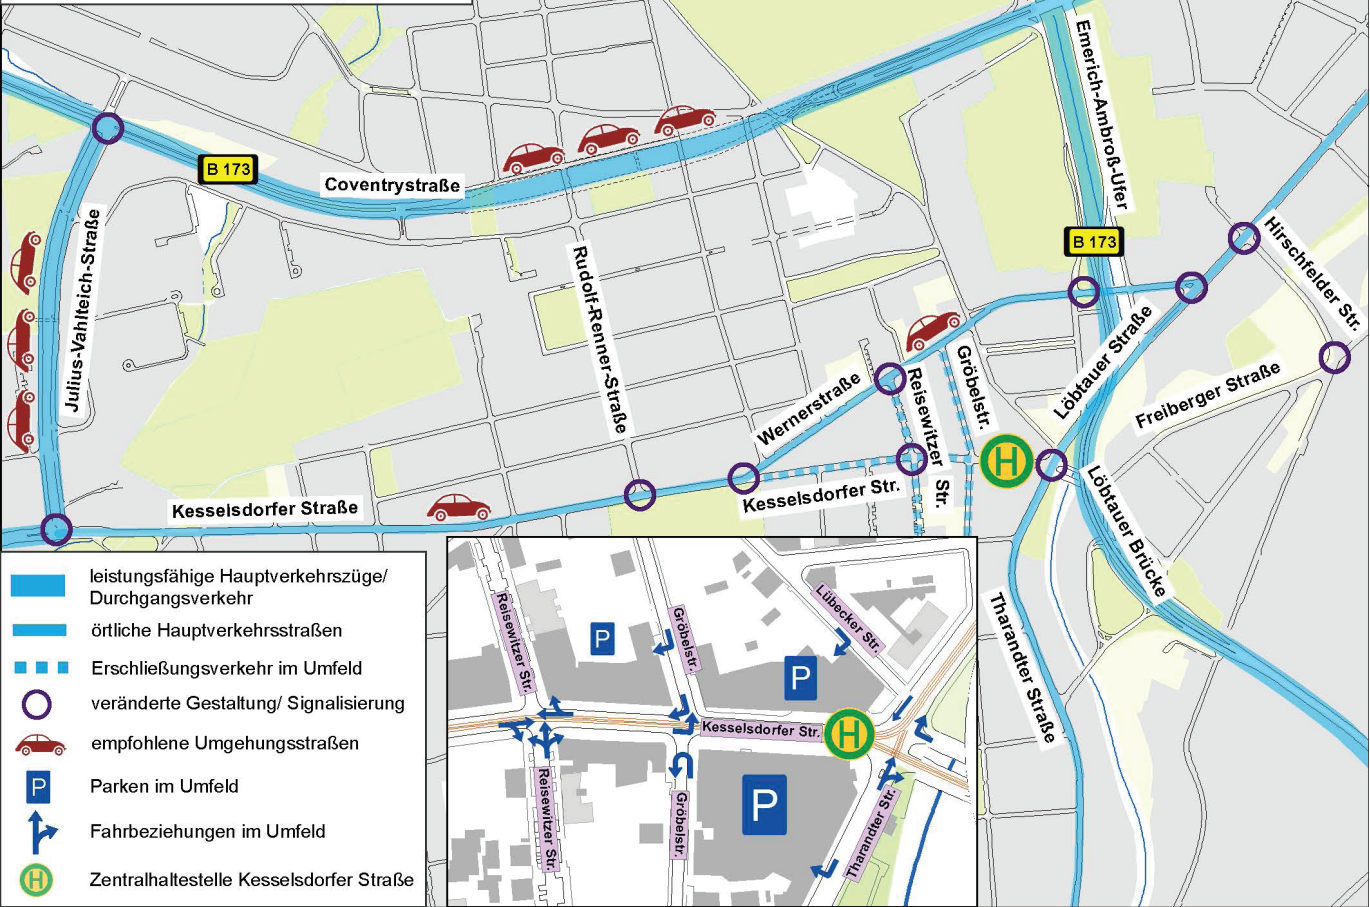 Emerich-Ambroß-Ufer
B 173
Coventrystraße
Julius-Vahlteich-Straße
B 173
Hirschfelder Str.
Rudolf-Renner-Straße
Löbtauer Straße
Gröbelstr.
Wernerstraße
Reisewitzer
Str.
Freiberger Straße
H
Kesselsdorfer Str.
Kesselsdorfer Straße
Löbtauer Brücke
Tharandter Straße
leistungsfähige Hauptverkehrszüge/
Durchgangsverkehr
örtliche Hauptverkehrsstraßen
Erschließungsverkehr im Umfeld
veränderte Gestaltung/ Signalisierung
empfohlene Umgehungsstraßen
P
Parken im Umfeld
Fahrbeziehungen im Umfeld
H
Zentralhaltestelle Kesselsdorfer Straße
Reisewitzer Str.
P
Gröbelstr.
Lübecker Str.
P
Kesselsdorfer Str.
H
Reisewitzer Str.
Gröbelstr.
P
Tharandter Str.